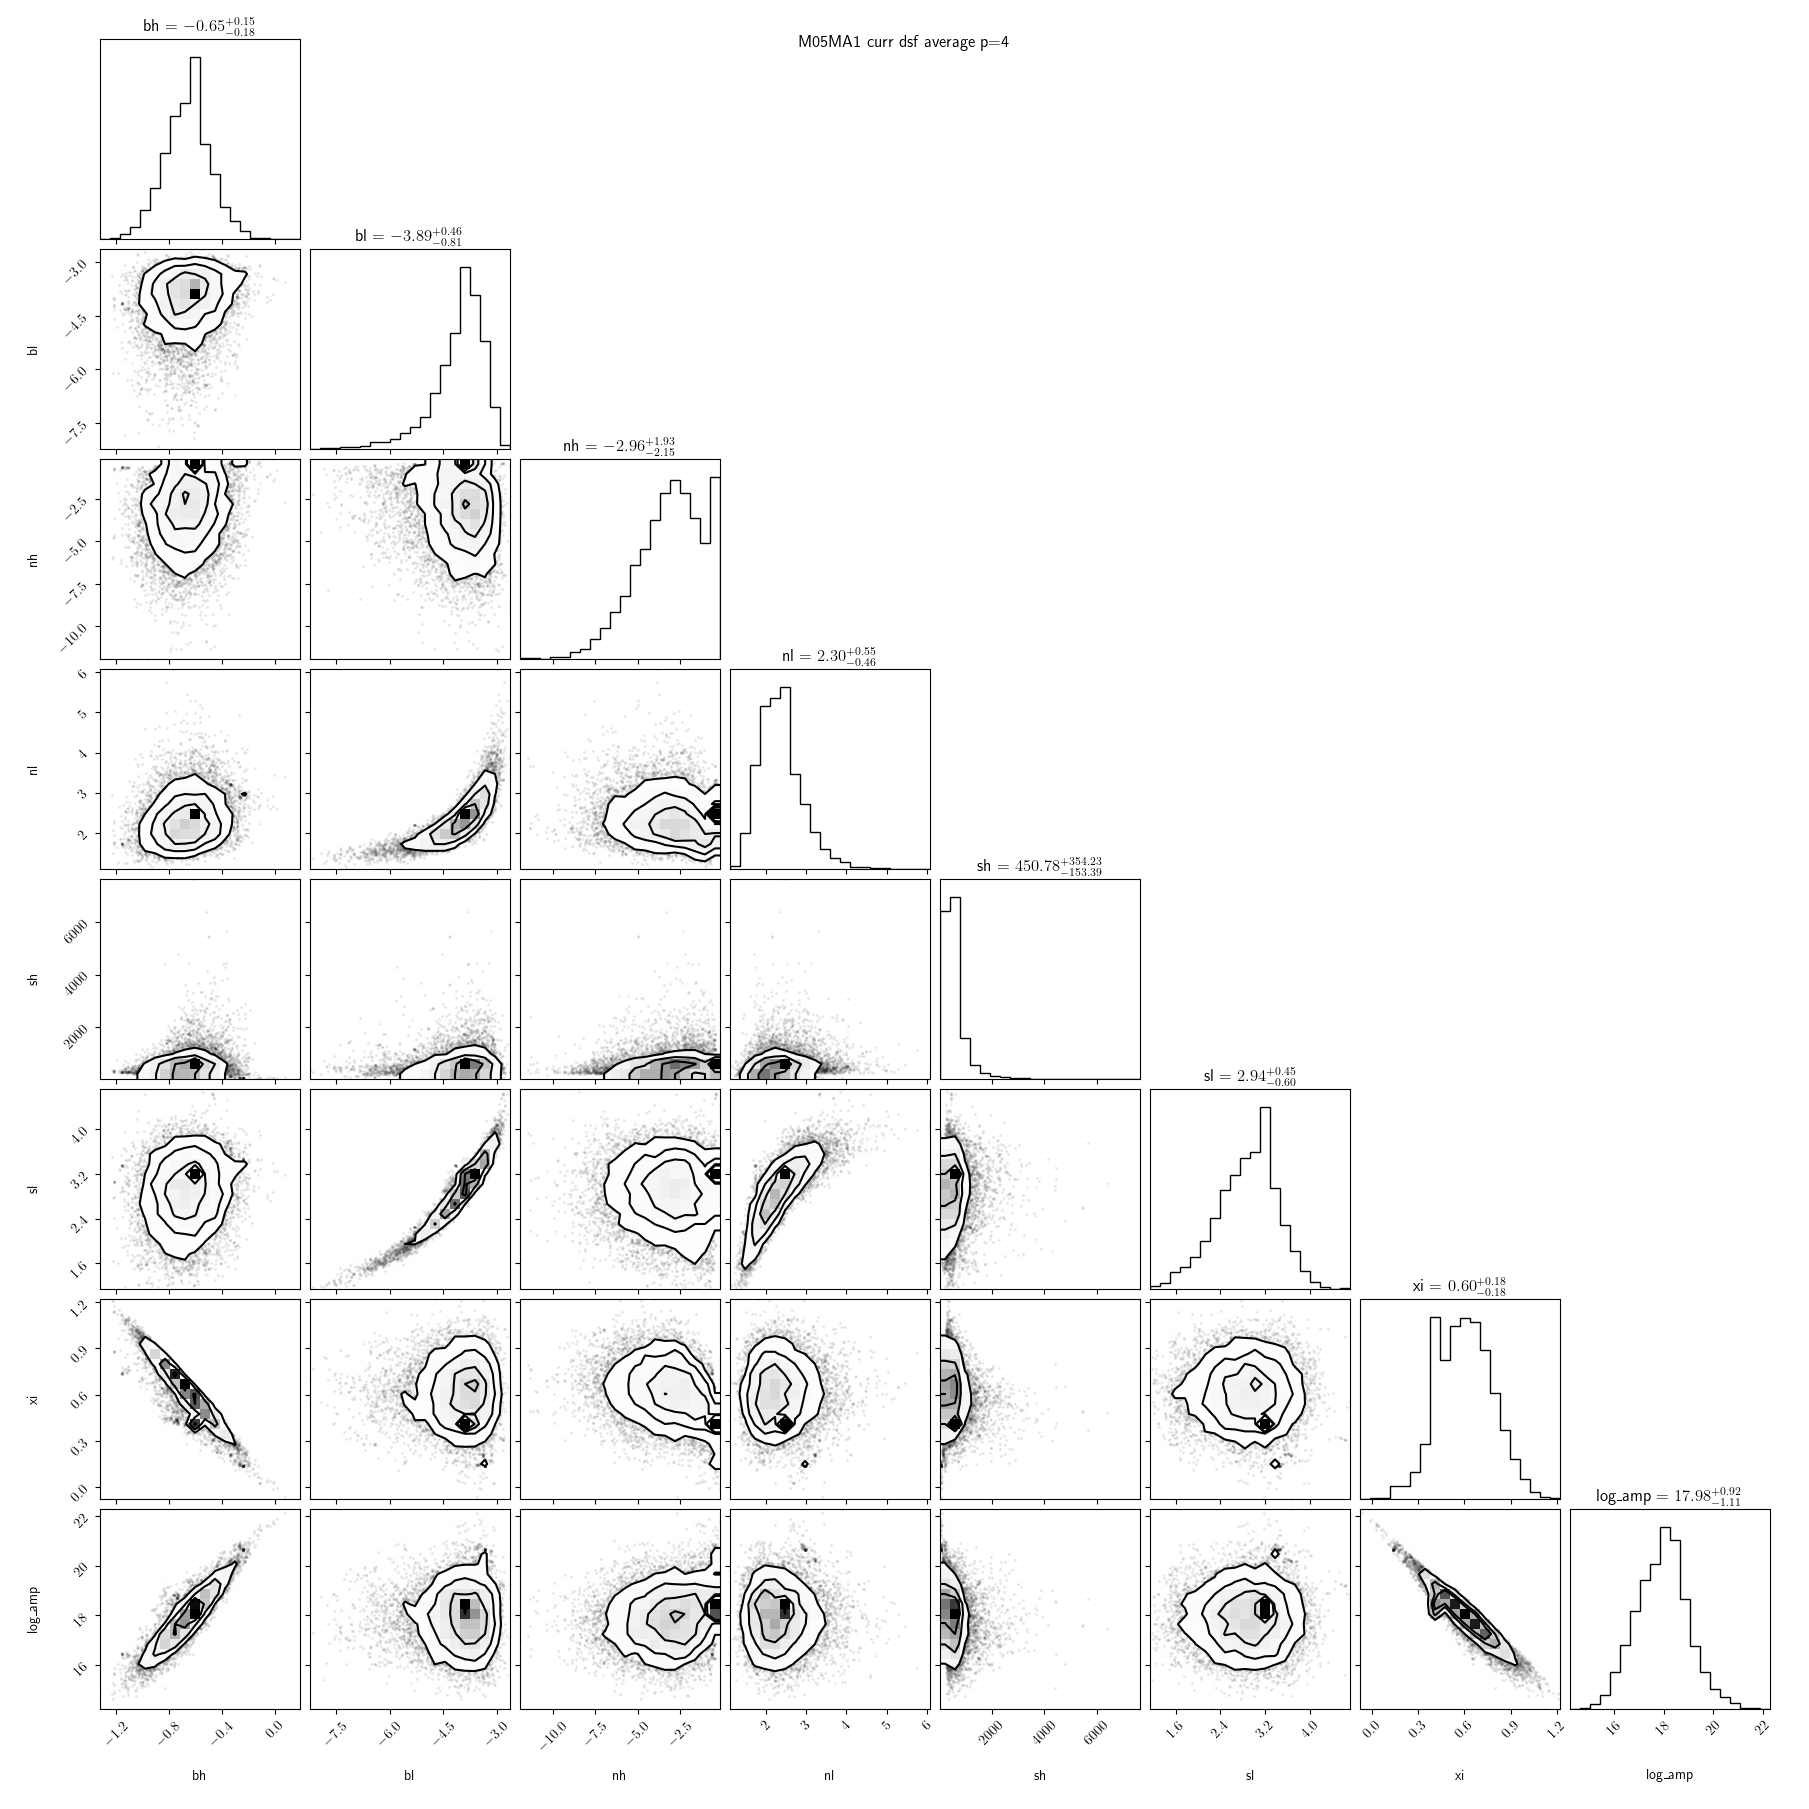 M05MA1 curr dsf average p=4
bh = −0.65 +0.15 −0.18
bl = −3.89 +0.46 −0.81
−3.0
−4.5
−6.0
−7.5
bl
nh = −2.96 +1.93 −2.15
−2.5
−5.0
−7.5
−10.0
nh
nl = 2.30 +0.55 −0.46
6
5
4
3
2
nl
sh = 450.78 +354.23 −153.39
6000
4000
2000
sh
sl = 2.94 +0.45 −0.60
4.0
3.2
2.4
1.6
sl
xi = 0.60 +0.18 −0.18
1.2
0.9
0.6
0.3
0.0
xi
log_amp = 17.98 +0.92 −1.11
22
20
18
16
log_amp
−1.2 −0.8 −0.4 0.0 −7.5 −6.0 −4.5 −3.0 −10.0 −7.5 −5.0 −2.5 2 3 4 5 6 2000 4000 6000 1.6 2.4 3.2 4.0 0.0 0.3 0.6 0.9 1.2 16 18 20 22
bh bl nh nl sh sl xi log_amp